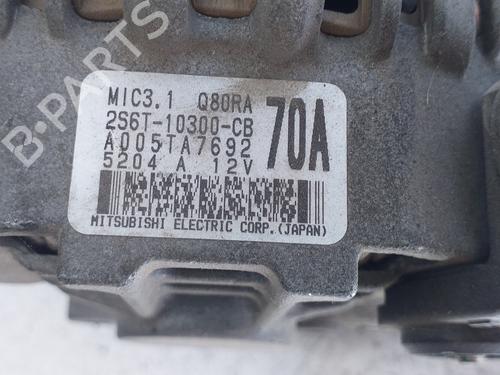 B-PARTS
MIC3.1 Q80RA
2S6T-10300-CB 70A
A005TA7692
5204 A 12V
MITSUBISHI ELECTRIC CORP.(JAPAN)